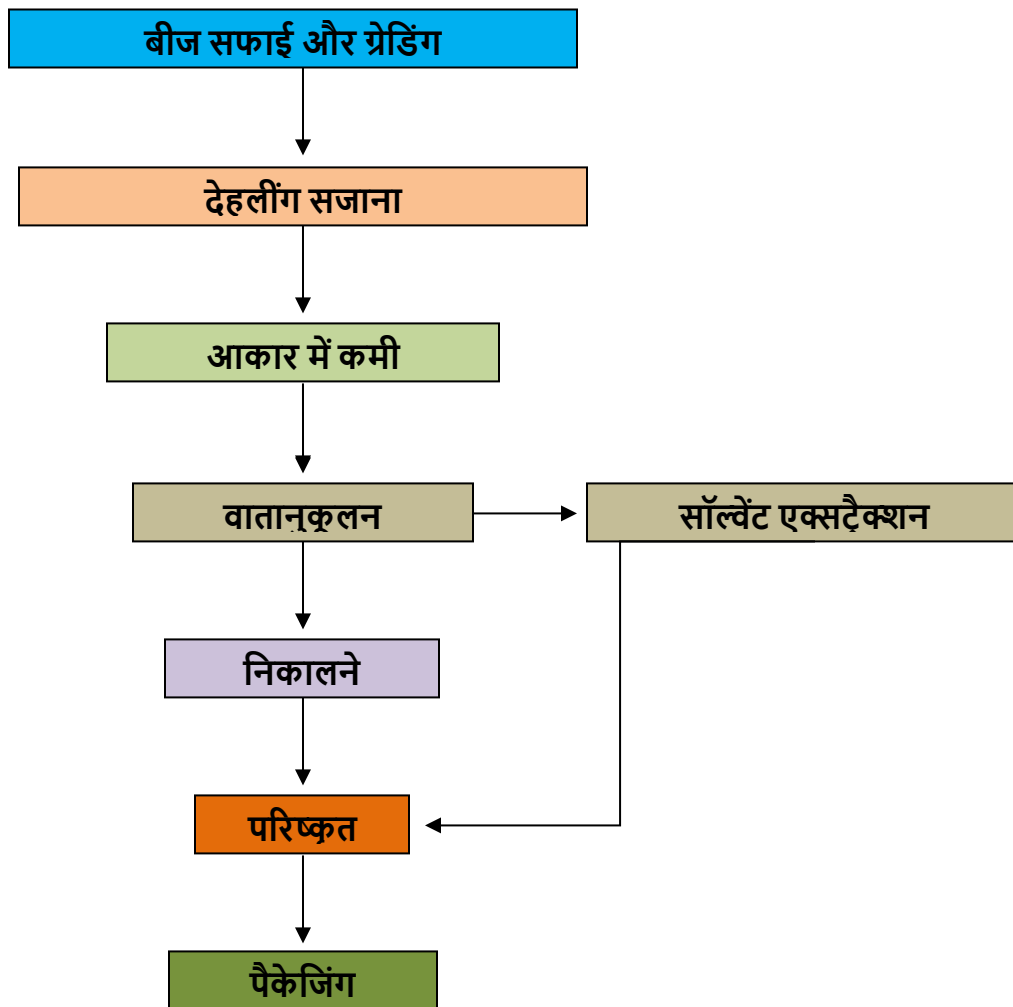 बीज सफाई और ग्रेडिंग
देहलींग सजाना
आकार में कमी
वातानुकूलन
सॉल्वेंट एक्सट्रैक्शन
निकालने
परिष्कृत
पैकेजिंग